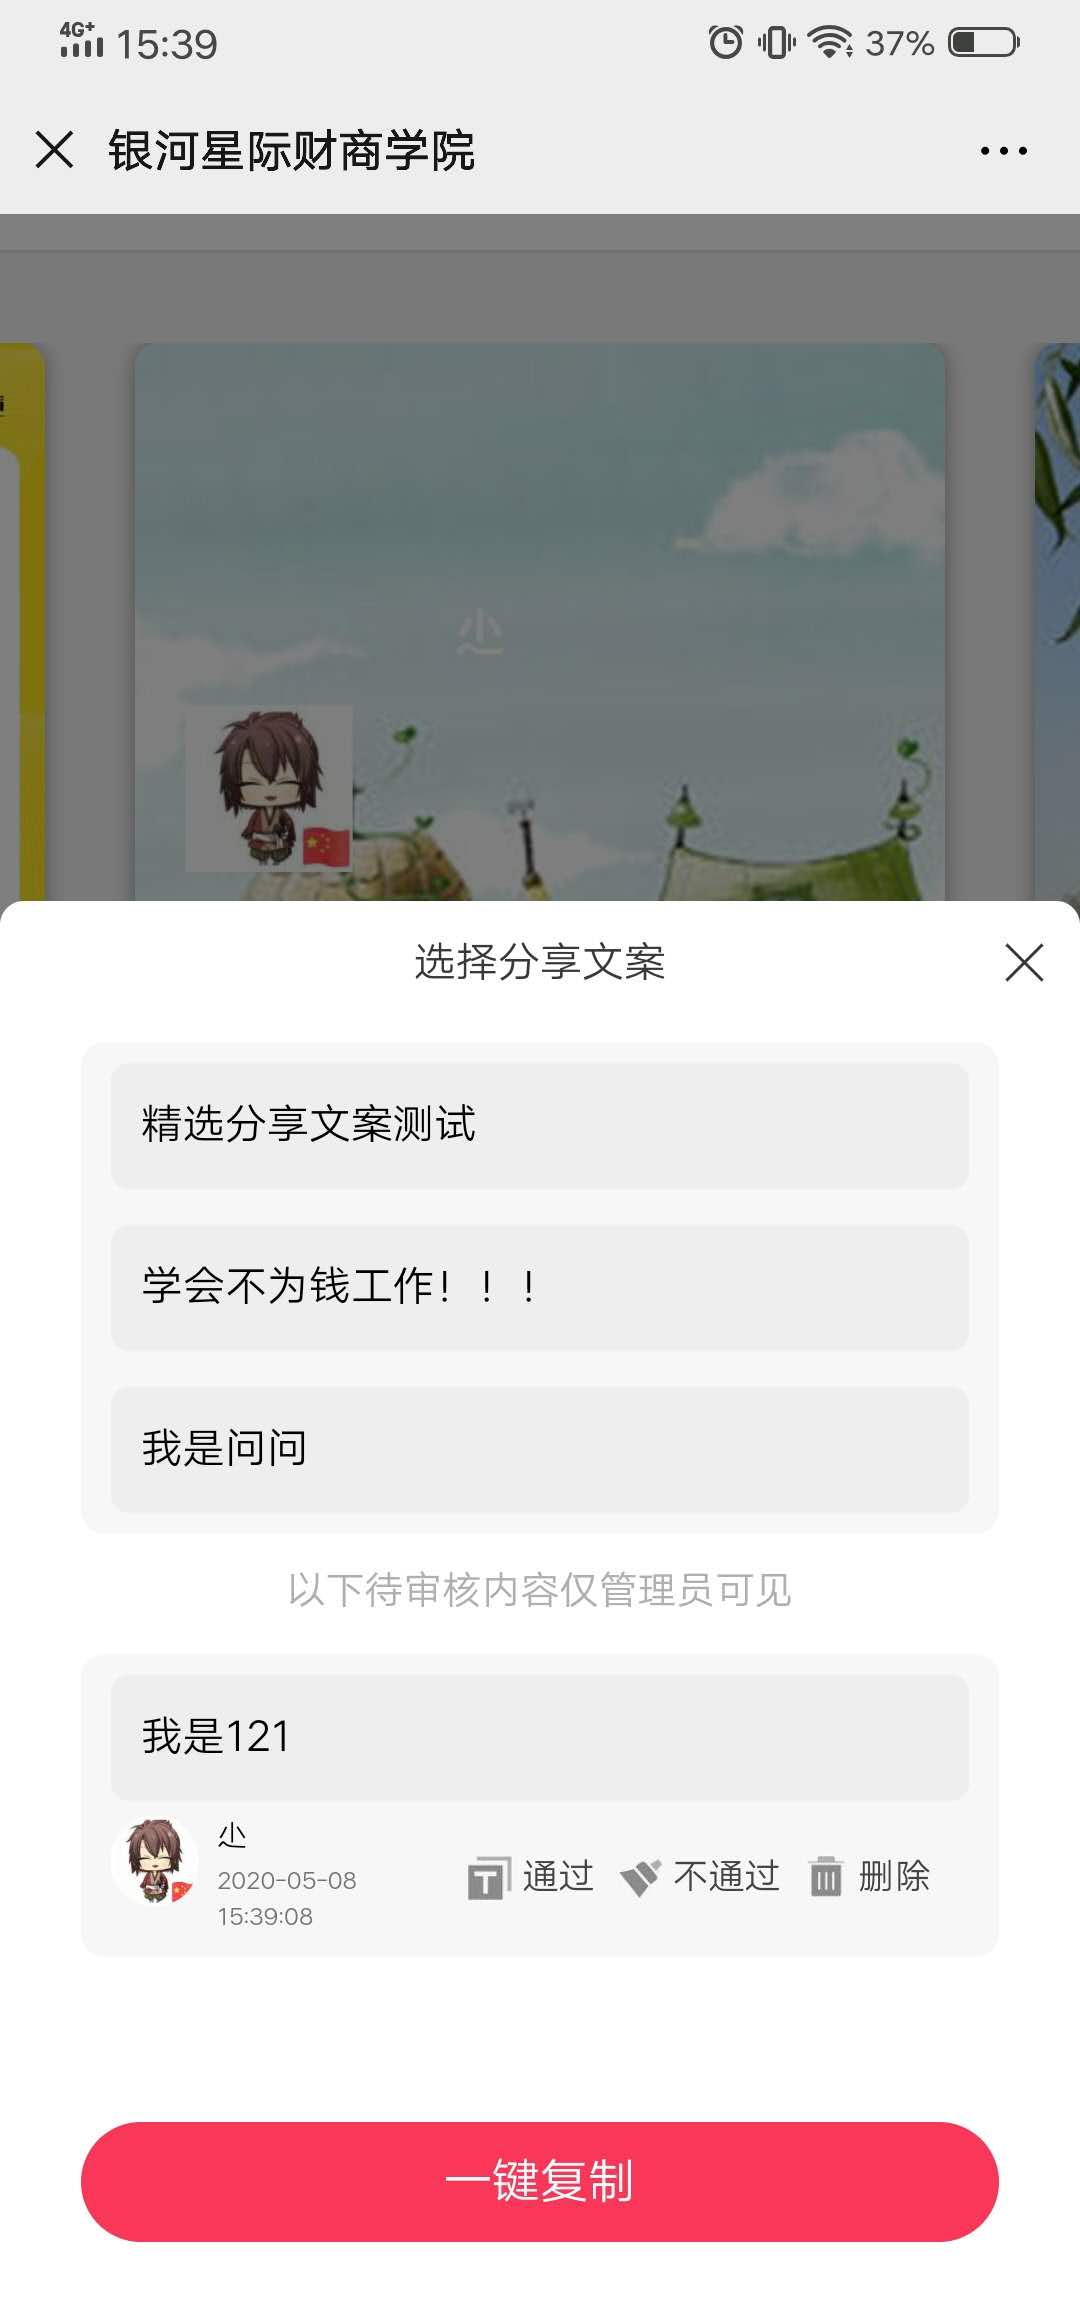 4G+ 15:39 37%
银河星际财商学院
尐
选择分享文案
精选分享文案测试
学会不为钱工作！！！
我是问问
以下待审核内容仅管理员可见
我是121
尐
2020-05-08
15:39:08
通过 不通过 删除
一键复制